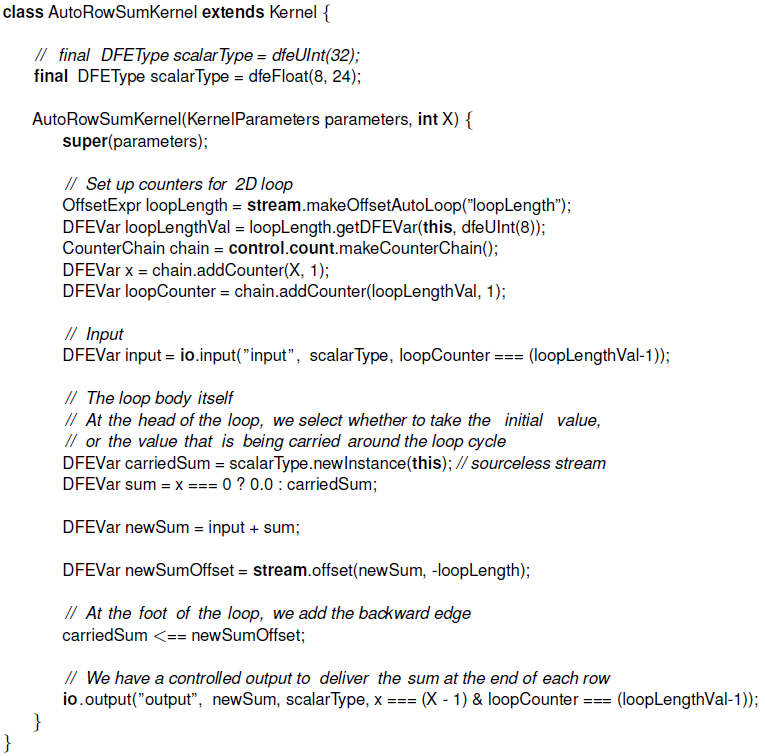 class AutoRowSumKernel extends Kernel {
// final DFEType scalarType = dfeUInt(32);
final DFEType scalarType = dfeFloat(8, 24);
AutoRowSumKernel(KernelParameters parameters, int X) {
super(parameters);
// Set up counters for 2D loop
OffsetExpr loopLength = stream.makeOffsetAutoLoop("loopLength");
DFEVar loopLengthVal = loopLength.getDFEVar(this, dfeUInt(8));
CounterChain chain = control.count.makeCounterChain();
DFEVar x = chain.addCounter(X, 1);
DFEVar loopCounter = chain.addCounter(loopLengthVal, 1);
// Input
DFEVar input = io.input("input", scalarType, loopCounter === (loopLengthVal-1));
// The loop body itself
// At the head of the loop, we select whether to take the initial value,
// or the value that is being carried around the loop cycle
DFEVar carriedSum = scalarType.newInstance(this); // sourceless stream
DFEVar sum = x === 0 ? 0.0 : carriedSum;
DFEVar newSum = input + sum;
DFEVar newSumOffset = stream.offset(newSum, -loopLength);
// At the foot of the loop, we add the backward edge
carriedSum <== newSumOffset;
// We have a controlled output to deliver the sum at the end of each row
io.output("output", newSum, scalarType, x === (X - 1) & loopCounter === (loopLengthVal-1));
}
}